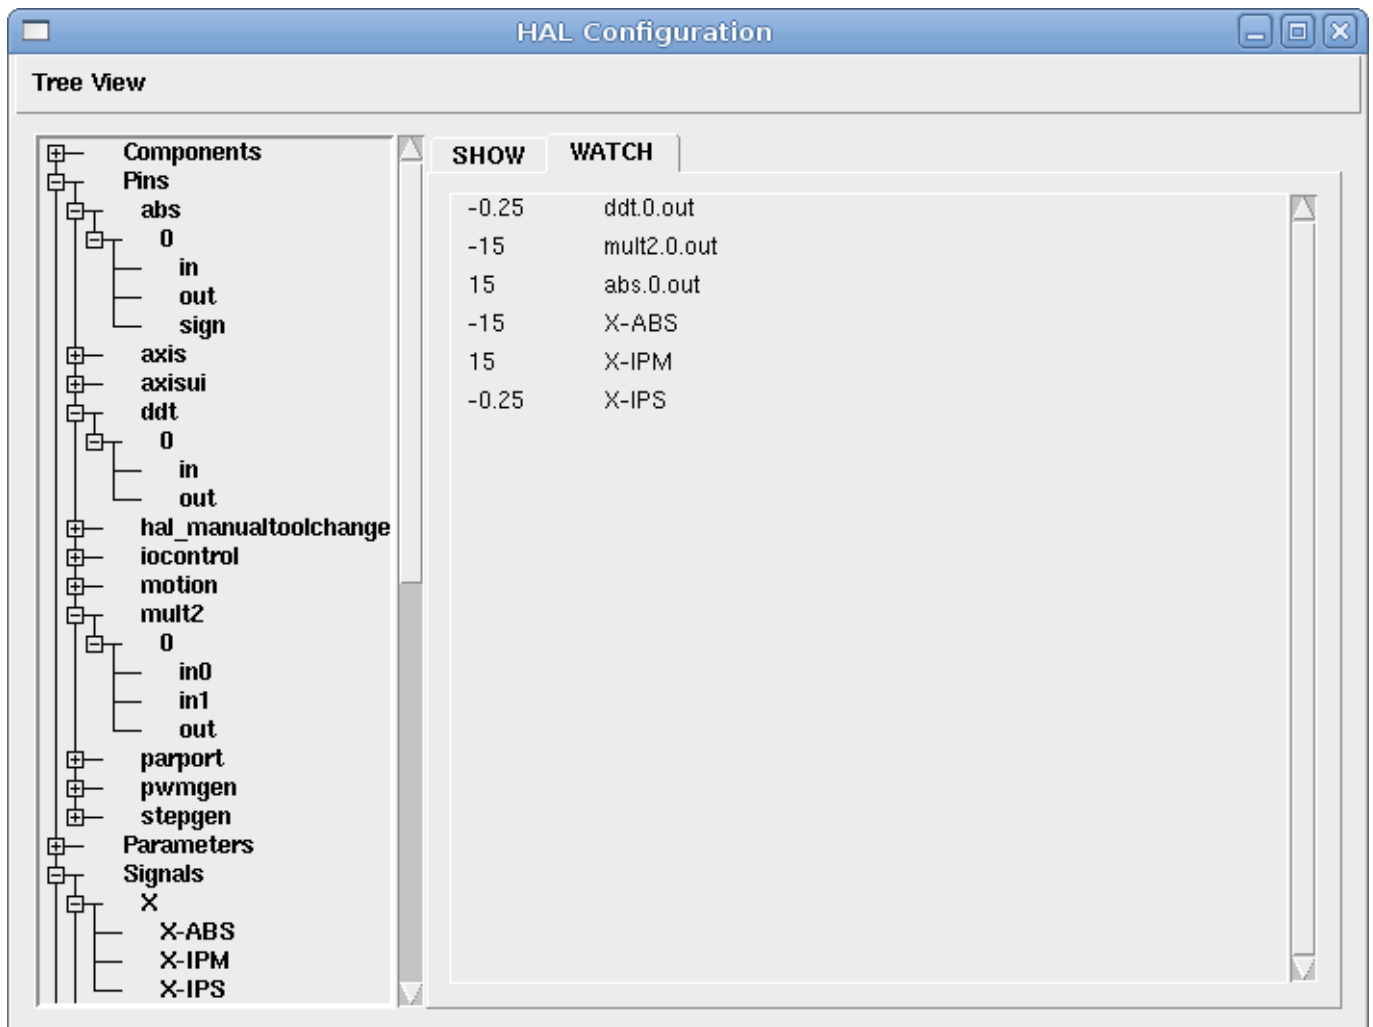 HAL Configuration
Tree View
Components
Pins
abs
0
in
out
sign
axis
axisui
ddt
0
in
out
hal_manualtoolchange
iocontrol
motion
mult2
0
in0
in1
out
parport
pwmgen
stepgen
Parameters
Signals
X
X-ABS
X-IPM
X-IPS
SHOW WATCH
-0.25 ddt.0.out
-15 mult2.0.out
15 abs.0.out
-15 X-ABS
15 X-IPM
-0.25 X-IPS